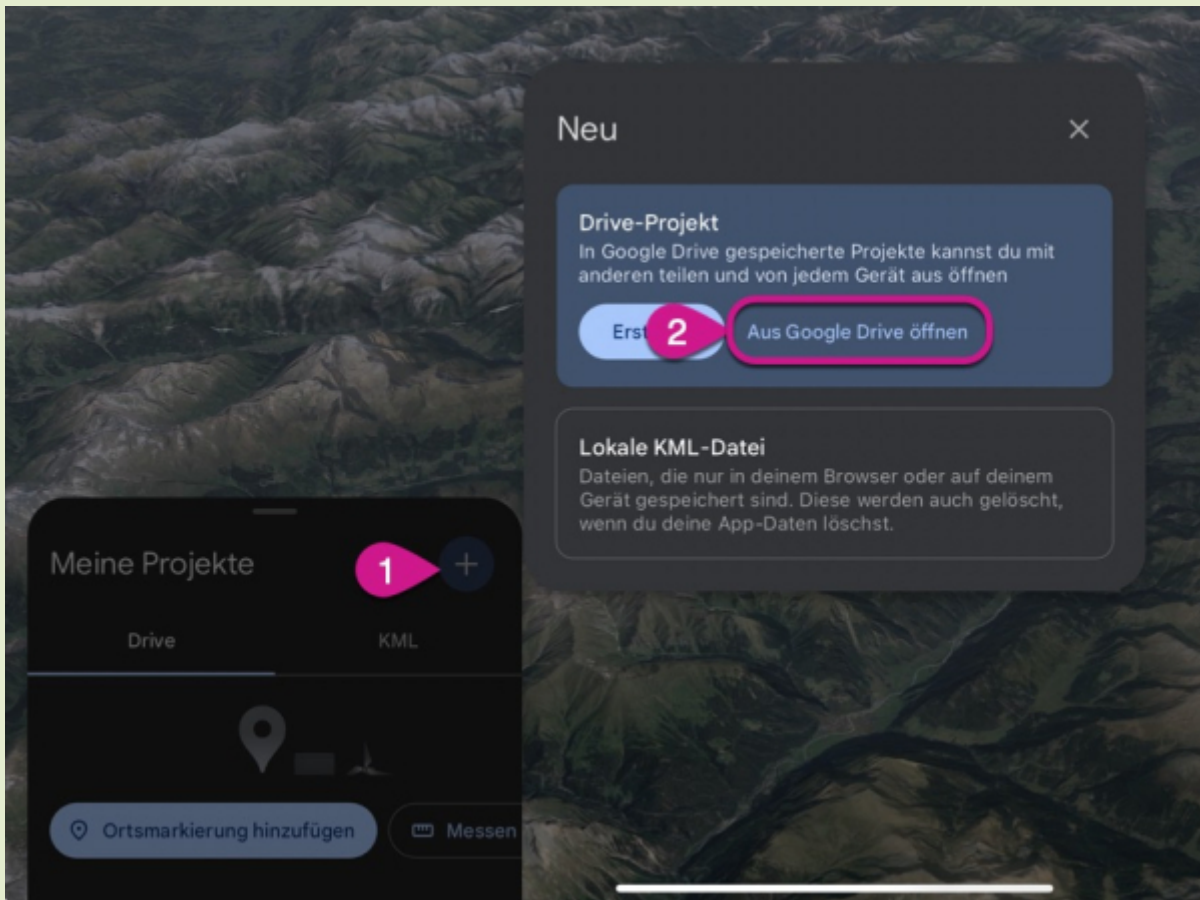 Neu
Drive-Projekt
In Google Drive gespeicherte Projekte kannst du mit
anderen teilen und von jedem Gerät aus öffnen
2 Aus Google Drive öffnen
Lokale KML-Datei
Dateien, die nur in deinem Browser oder auf deinem
Gerät gespeichert sind. Diese werden auch gelöscht,
wenn du deine App-Daten löschst.
Meine Projekte
1
Drive KML
Ortsmarkierung hinzufügen Messen